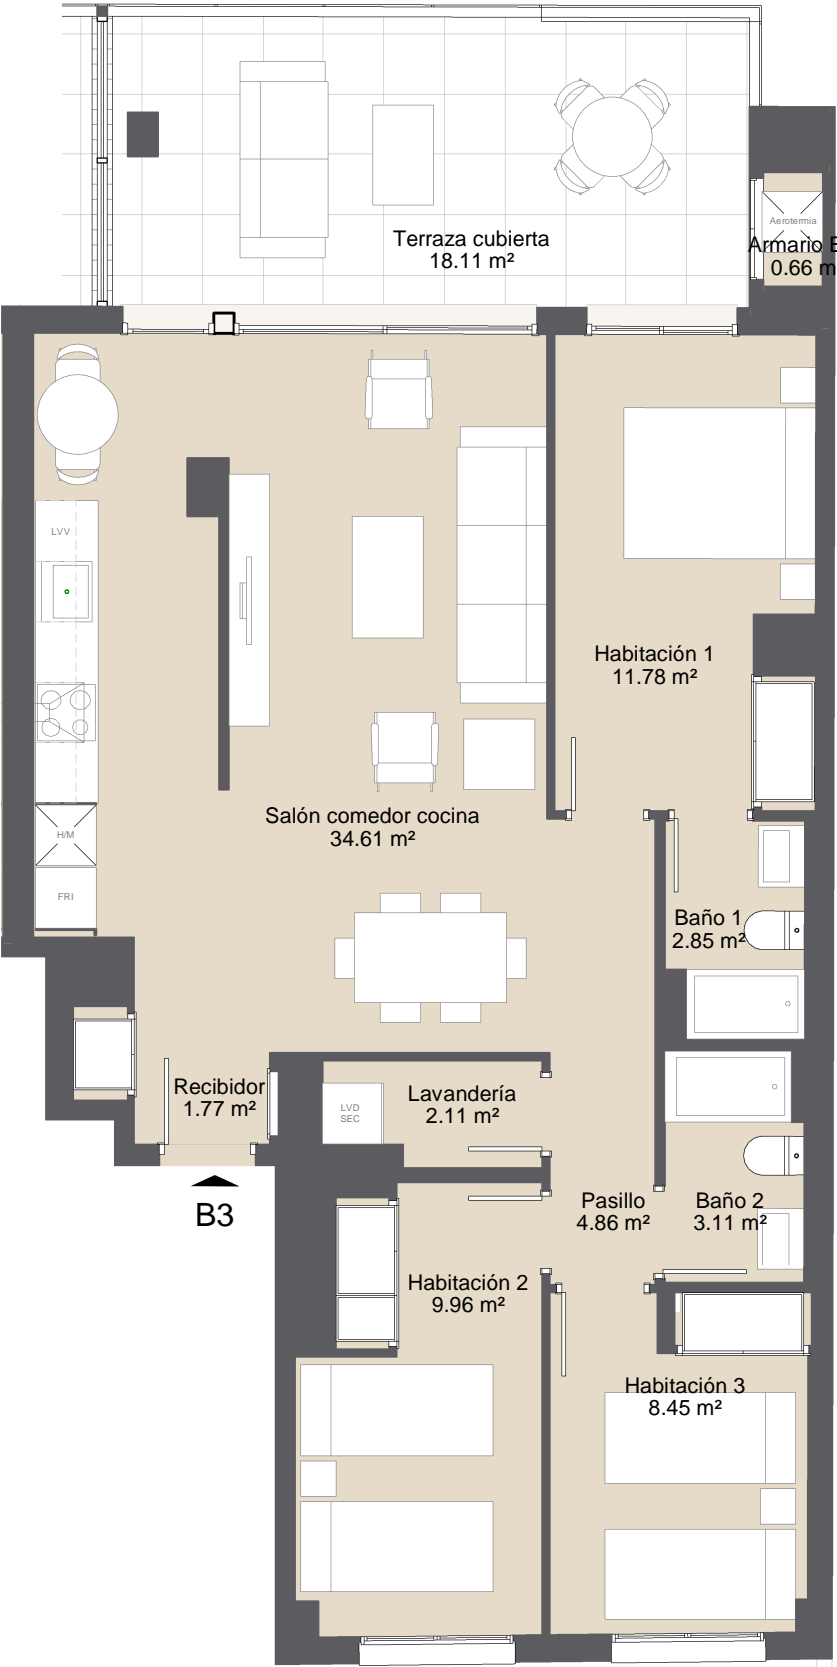 Terraza cubierta
18.11 m²
Aerotermia
Armario E
0.66 m
LVV
Habitación 1
11.78 m²
Salón comedor cocina
34.61 m²
H/M
FRI
Baño 1
2.85 m²
Recibidor
1.77 m²
LVD
SEC
Lavandería
2.11 m²
B3
Pasillo
4.86 m²
Baño 2
3.11 m²
Habitación 2
9.96 m²
Habitación 3
8.45 m²